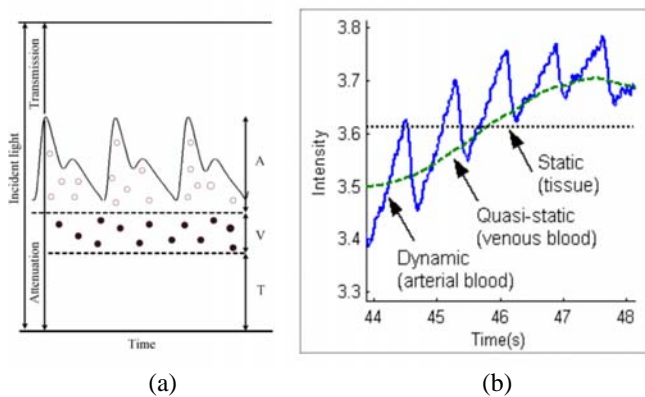 Incident light
Transmission
Attenuation
A
V
T
Time
(a)
Intensity
3.8
3.7
3.6
3.5
3.4
3.3
Static
(tissue)
Quasi-static
(venous blood)
Dynamic
(arterial blood)
44 45 46 47 48
Time(s)
(b)